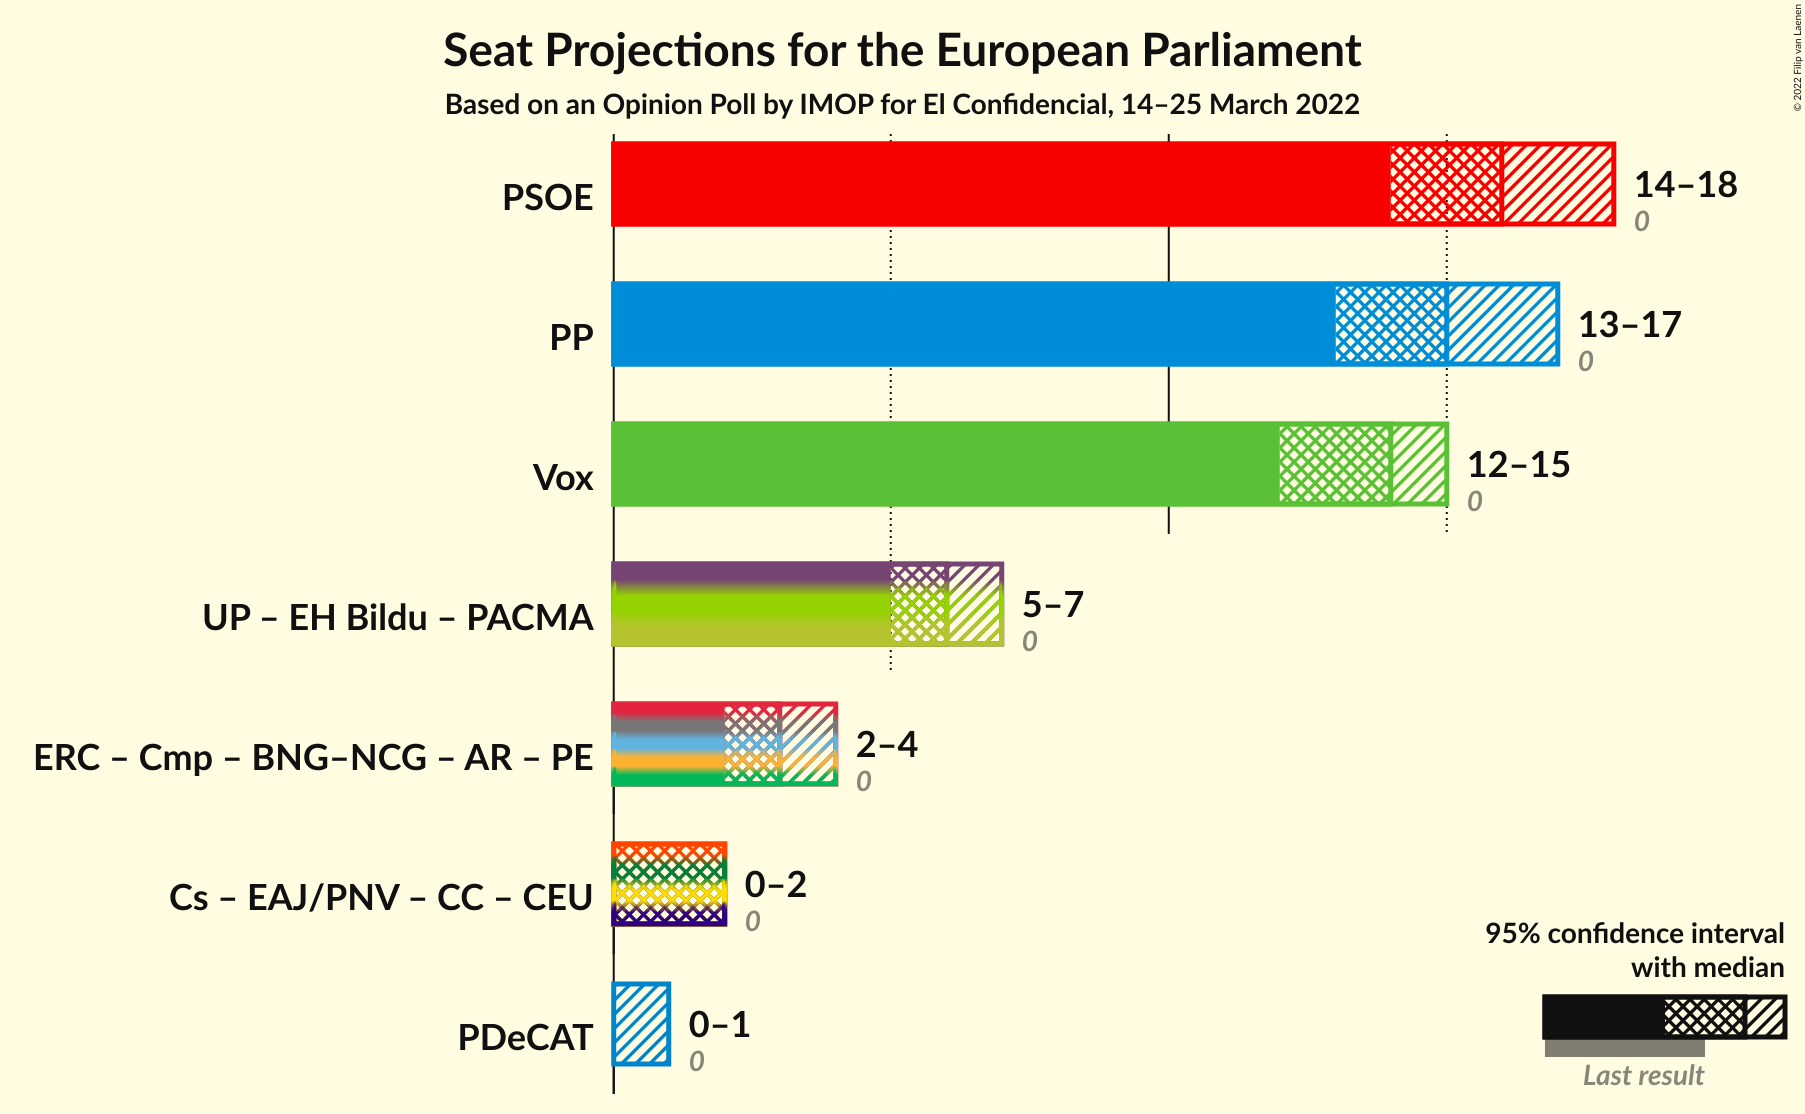 Seat Projections for the European Parliament
Based on an Opinion Poll by IMOP for El Confidencial, 14–25 March 2022
© 2022 Filip van Laenen
PSOE
14–18
0
PP
13–17
0
Vox
12–15
0
UP – EH Bildu – PACMA
5–7
0
ERC – Cmp – BNG–NCG – AR – PE
2–4
0
Cs – EAJ/PNV – CC – CEU
0–2
0
PDeCAT
0–1
0
95% confidence interval
with median
Last result